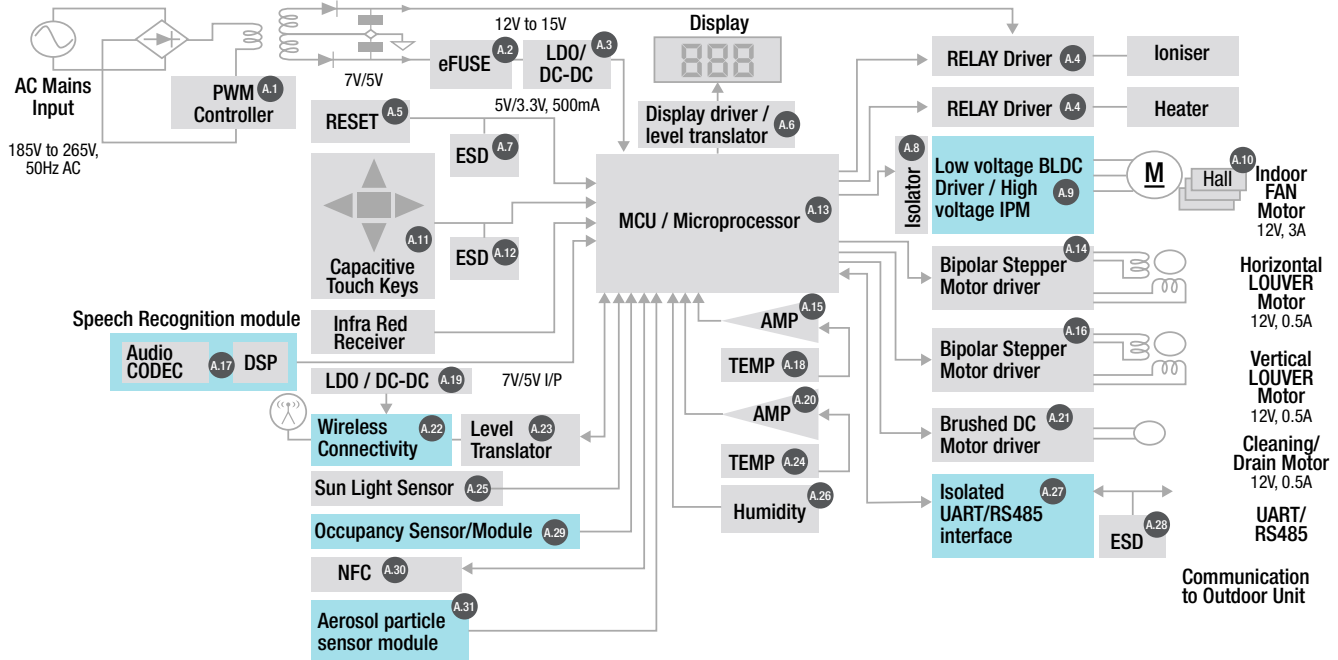 AC Mains
Input
185V to 265V,
50Hz AC
PWM
Controller
A.1
12V to 15V
7V/5V
eFUSE
A.2
LDO/
DC-DC
A.3
5V/3.3V, 500mA
Display
Display driver /
level translator
A.6
RELAY Driver
A.4
Ioniser
RELAY Driver
A.4
Heater
RESET
A.5
ESD
A.7
A.11
Capacitive
Touch Keys
ESD
A.12
Infra Red
Receiver
MCU / Microprocessor
A.13
A.8
Isolator
Low voltage BLDC
Driver / High
voltage IPM
A.9
M
Hall
A.10
Indoor
FAN
Motor
12V, 3A
Bipolar Stepper
Motor driver
A.14
Horizontal
LOUVER
Motor
12V, 0.5A
Bipolar Stepper
Motor driver
A.16
Vertical
LOUVER
Motor
12V, 0.5A
Brushed DC
Motor driver
A.21
Cleaning/
Drain Motor
12V, 0.5A
Isolated
UART/RS485
interface
A.27
ESD
A.28
UART/
RS485
Communication
to Outdoor Unit
AMP
A.15
TEMP
A.18
AMP
A.20
TEMP
A.24
Humidity
A.26
Speech Recognition module
Audio
CODEC
A.17
DSP
LDO / DC-DC
A.19
7V/5V I/P
Wireless
Connectivity
A.22
Level
Translator
A.23
Sun Light Sensor
A.25
Occupancy Sensor/Module
A.29
NFC
A.30
Aerosol particle
sensor module
A.31